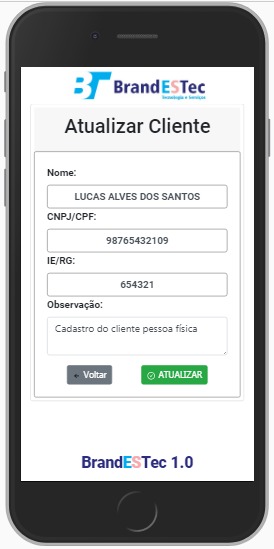 BT BrandESTec
Tecnologia e Serviços
Atualizar Cliente
Nome:
LUCAS ALVES DOS SANTOS
CNPJ/CPF:
98765432109
IE/RG:
654321
Observação:
Cadastro do cliente pessoa física
Voltar ATUALIZAR
BrandESTec 1.0